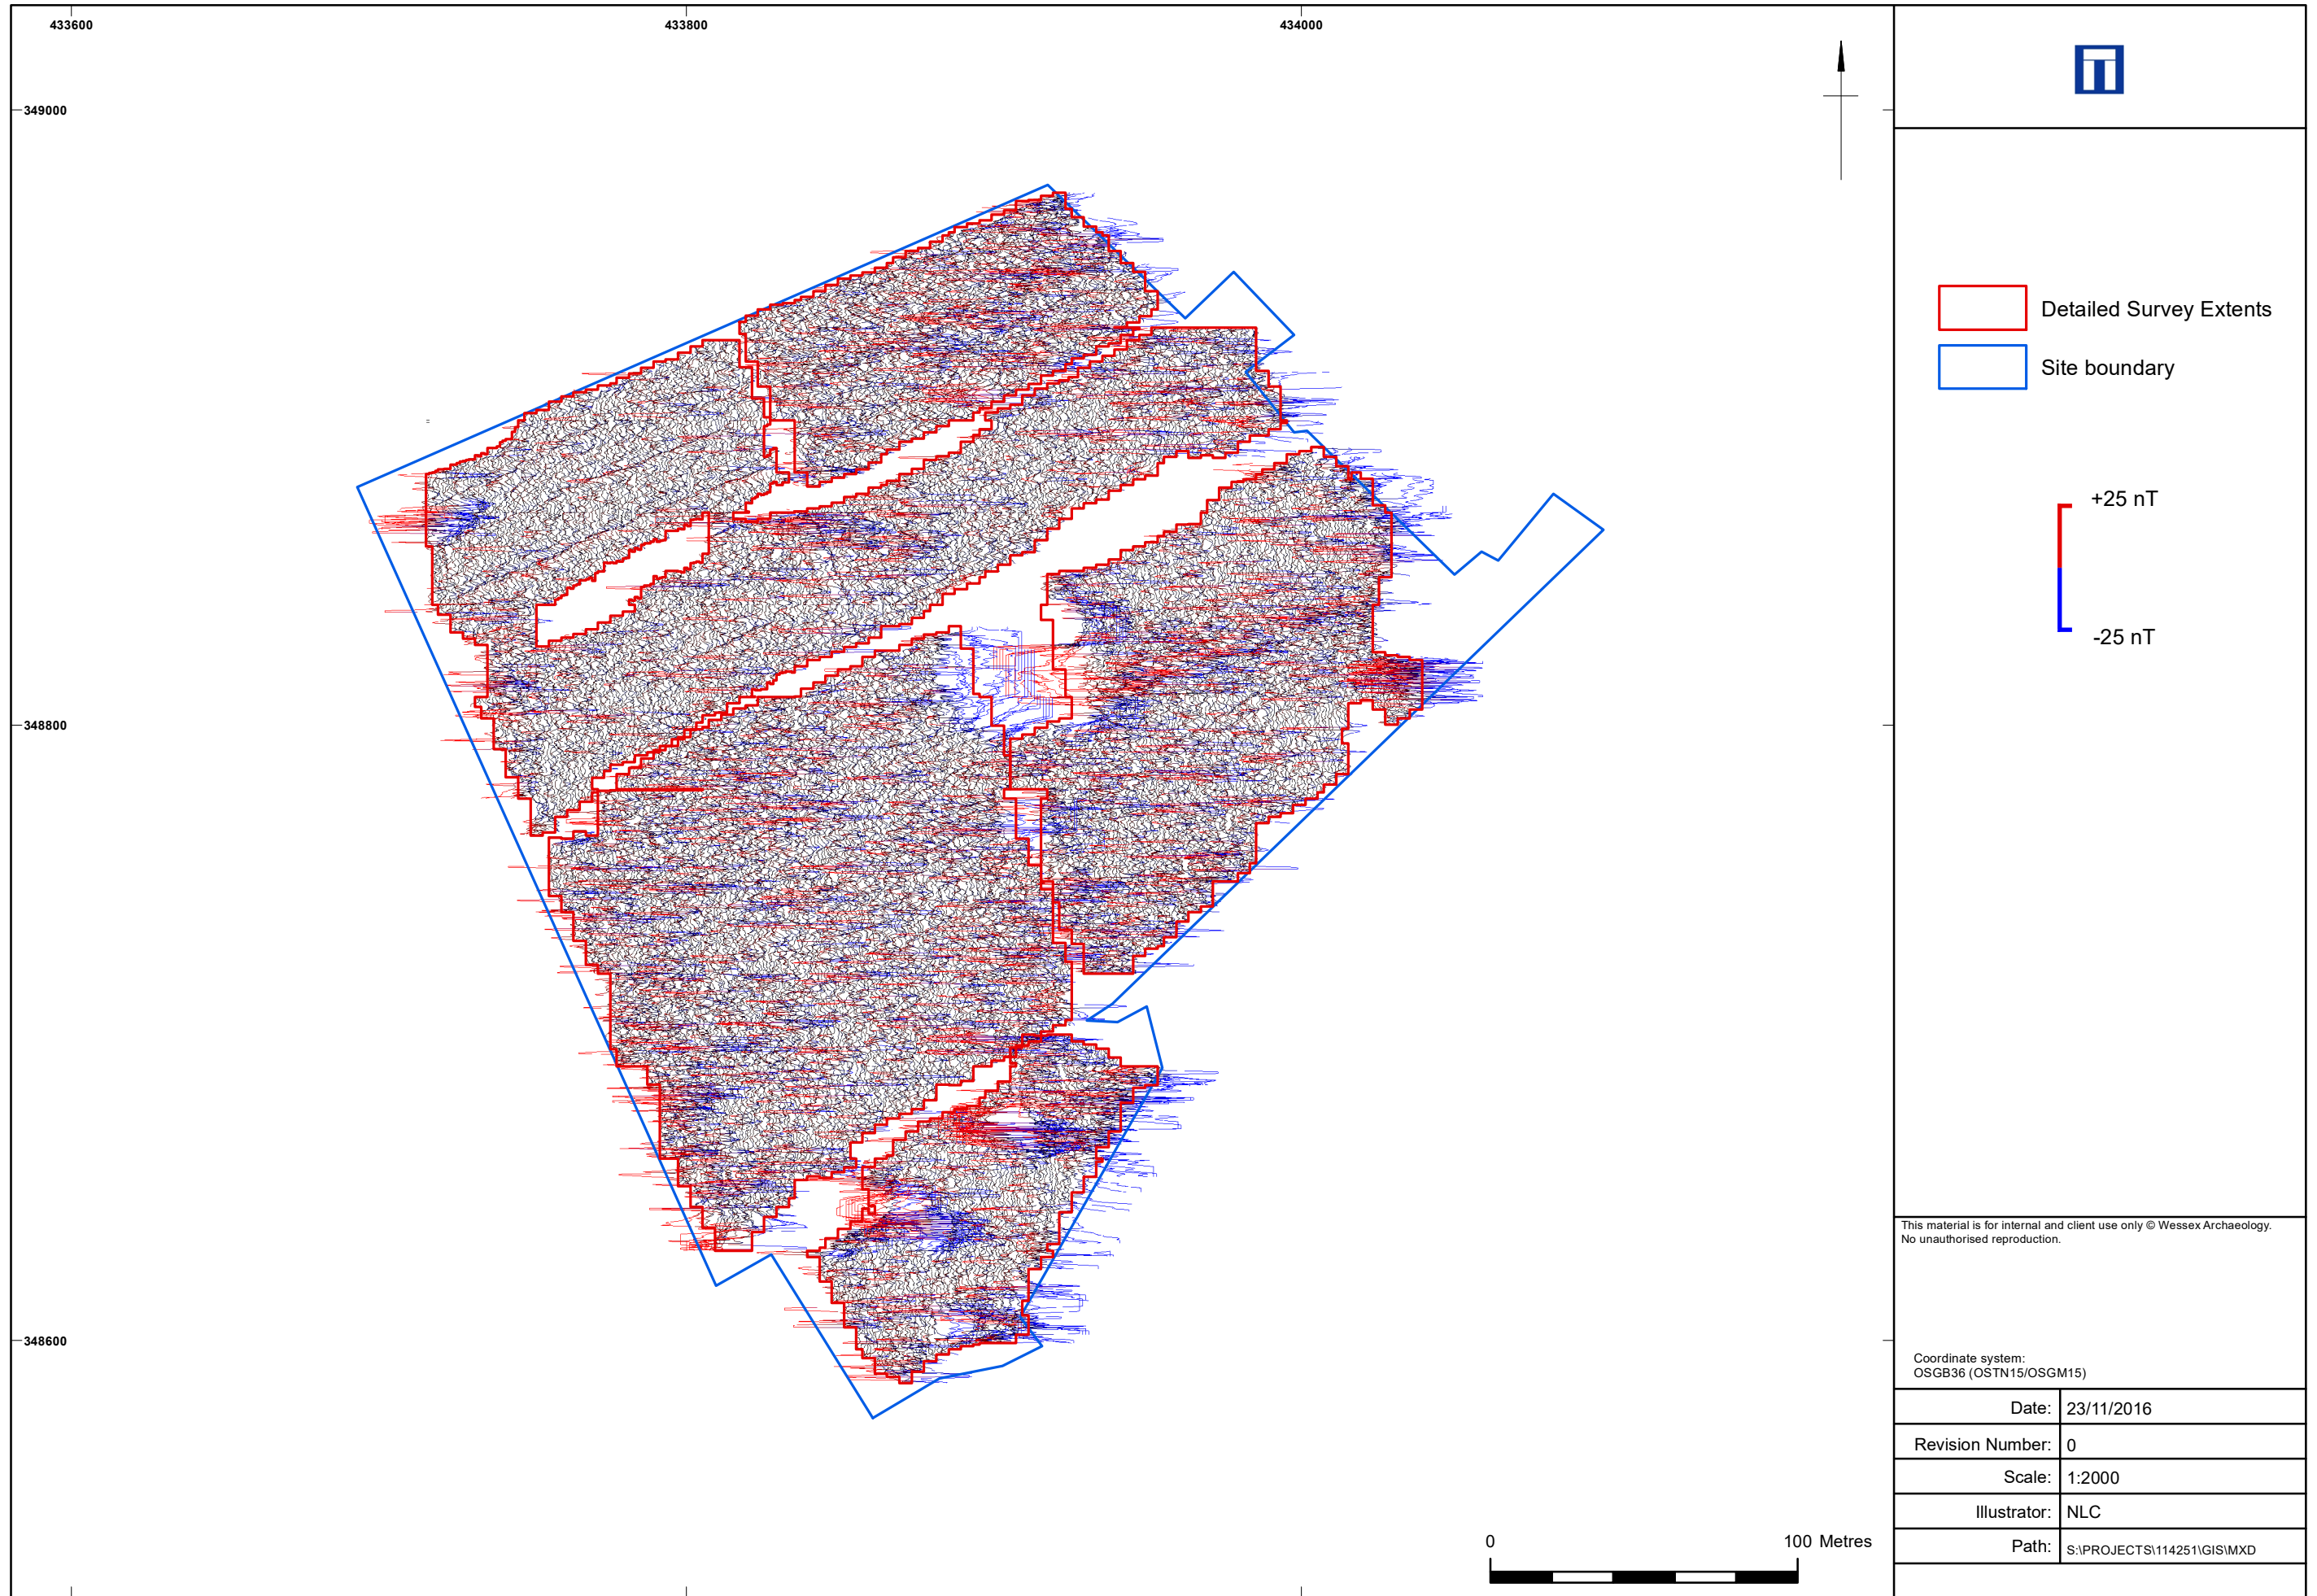 433600
433800
434000
349000
348800
348600
Detailed Survey Extents
Site boundary
+25 nT
-25 nT
This material is for internal and client use only © Wessex Archaeology.
No unauthorised reproduction.
Coordinate system:
OSGB36 (OSTN15/OSGM15)
Date: 23/11/2016
Revision Number: 0
Scale: 1:2000
Illustrator: NLC
Path: S:\PROJECTS\114251\GIS\MXD
0 100 Metres